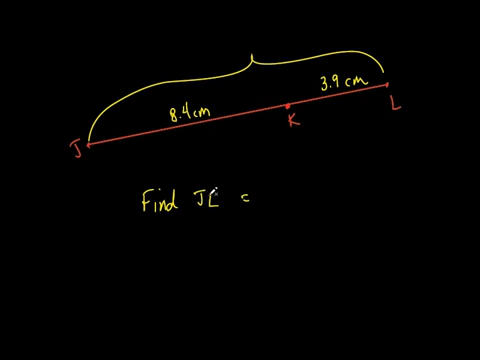 3.9 cm
8.4 cm
L
K
J
Find JL =